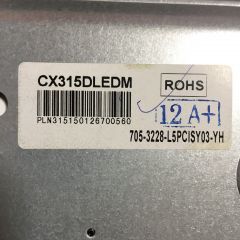 CX315DLEDM
ROHS
12 A+
PLN315150126700560
705-3228-L5PCISY03-YH